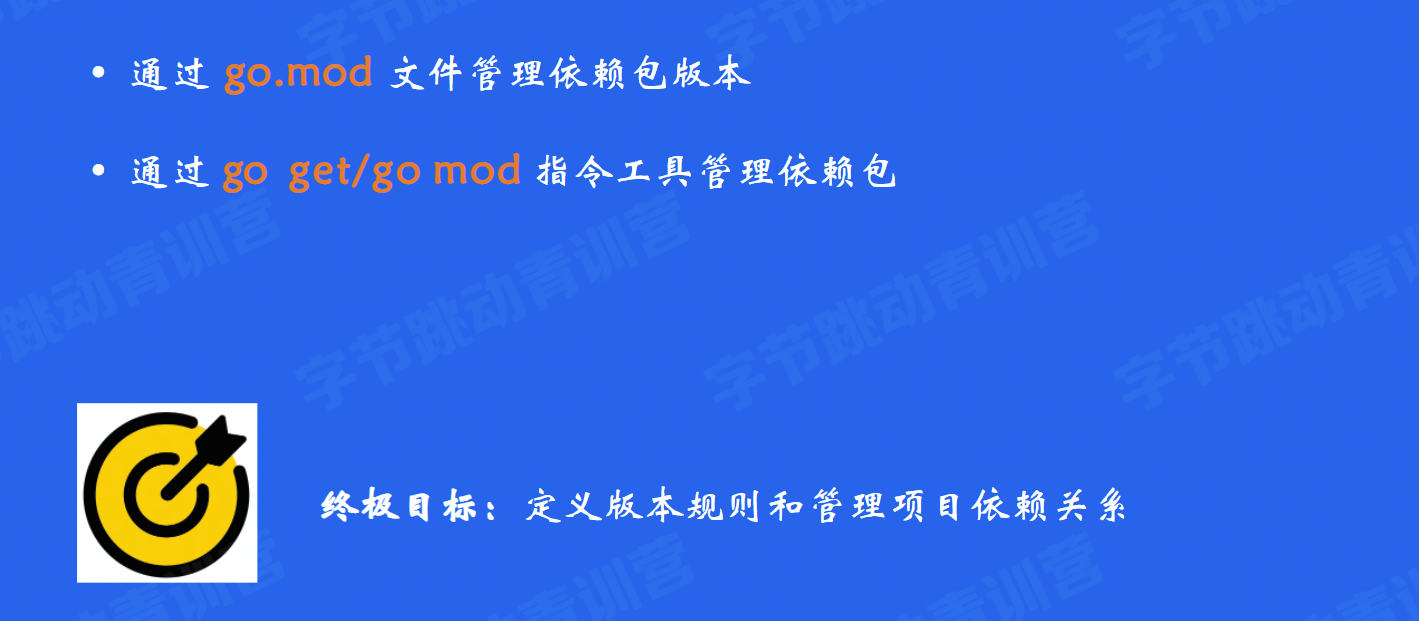 • 通过 go.mod 文件管理依赖包版本
• 通过 go get/go mod 指令工具管理依赖包
终极目标：定义版本规则和管理项目依赖关系
字节跳动青训营